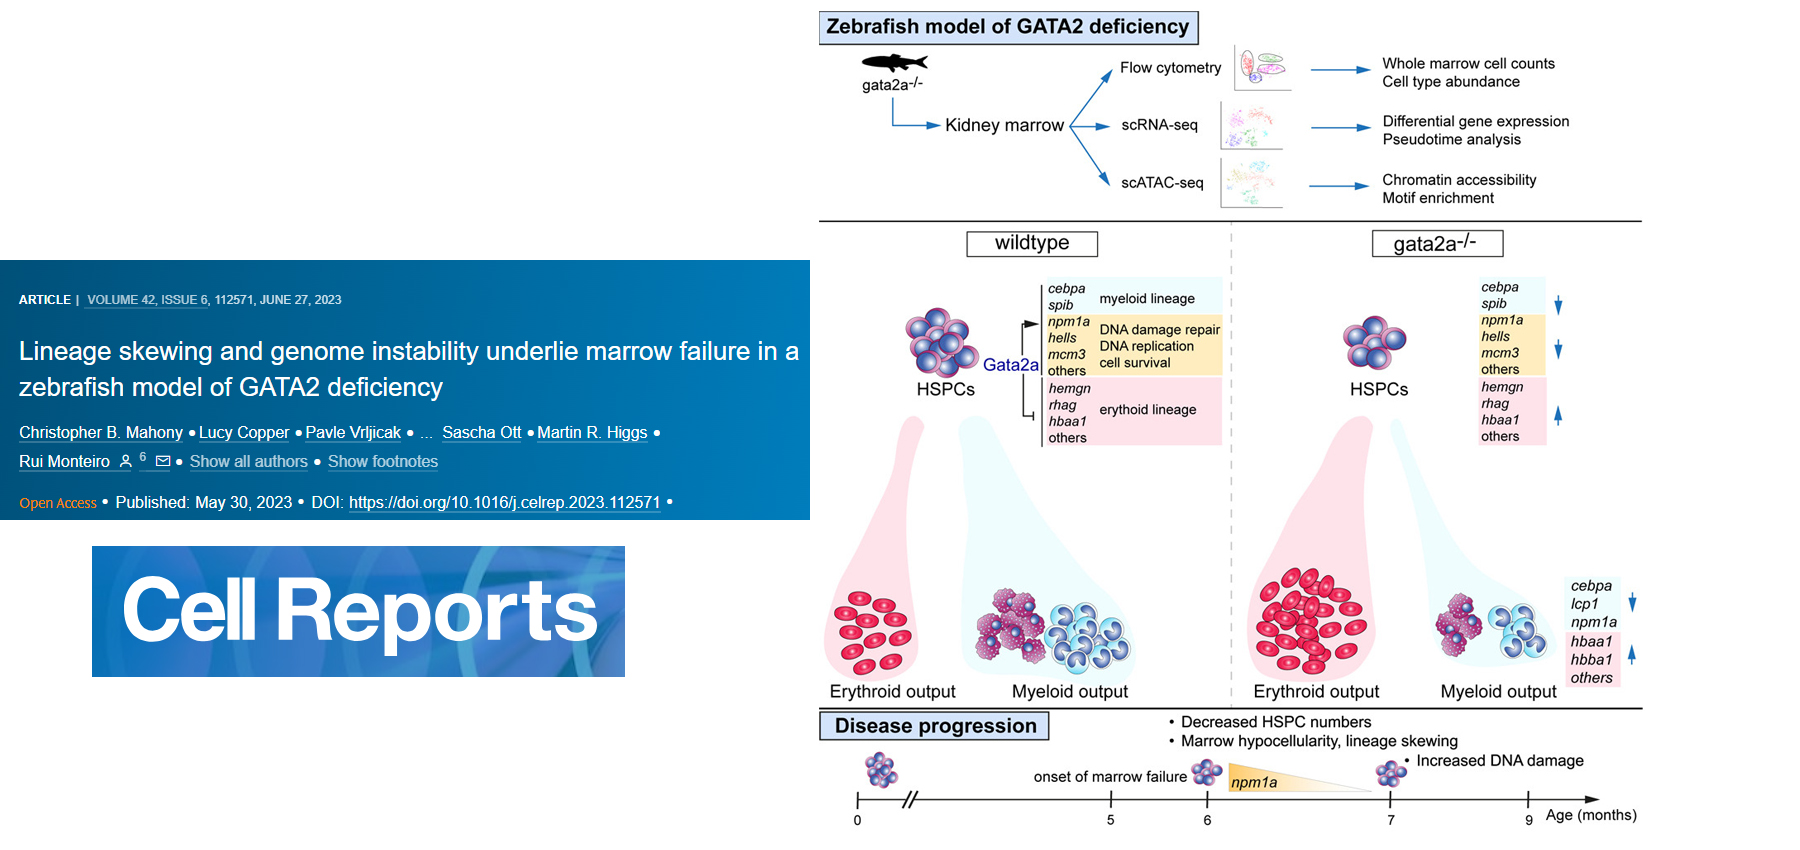 ARTICLE | VOLUME 42, ISSUE 6, 112571, JUNE 27, 2023
Lineage skewing and genome instability underlie marrow failure in a
zebrafish model of GATA2 deficiency
Christopher B. Mahony • Lucy Copper • Pavle Vrljicak • ... Sascha Ott • Martin R. Higgs •
Rui Monteiro 6 • Show all authors • Show footnotes
Open Access • Published: May 30, 2023 • DOI: https://doi.org/10.1016/j.celrep.2023.112571 •
Cell Reports
Zebrafish model of GATA2 deficiency
gata2a-/-
Kidney marrow
Flow cytometry
Whole marrow cell counts
Cell type abundance
scRNA-seq
Differential gene expression
Pseudotime analysis
scATAC-seq
Chromatin accessibility
Motif enrichment
wildtype
HSPCs
Gata2a
cebpa
spib
myeloid lineage
npm1a
hells
mcm3
others
DNA damage repair
DNA replication
cell survival
hemgn
rhag
hbaa1
others
erythoid lineage
Erythroid output
Myeloid output
gata2a-/-
HSPCs
cebpa
spib
npm1a
hells
mcm3
others
hemgn
rhag
hbaa1
others
cebpa
lcp1
npm1a
hbaa1
hbba1
others
Erythroid output
Myeloid output
Disease progression
• Decreased HSPC numbers
• Marrow hypocellularity, lineage skewing
• Increased DNA damage
onset of marrow failure
npm1a
0 5 6 7 9 Age (months)